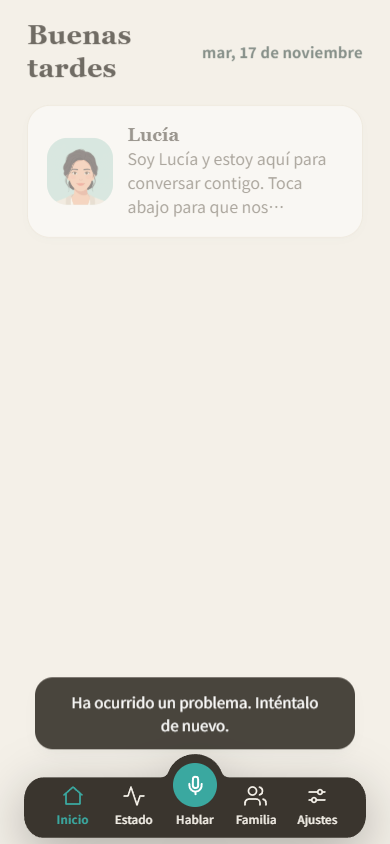 Buenas
tardes
mar, 17 de noviembre
Lucía
Soy Lucía y estoy aquí para
conversar contigo. Toca
abajo para que nos···
Ha ocurrido un problema. Inténtalo
de nuevo.
Inicio
Estado
Hablar
Familia
Ajustes